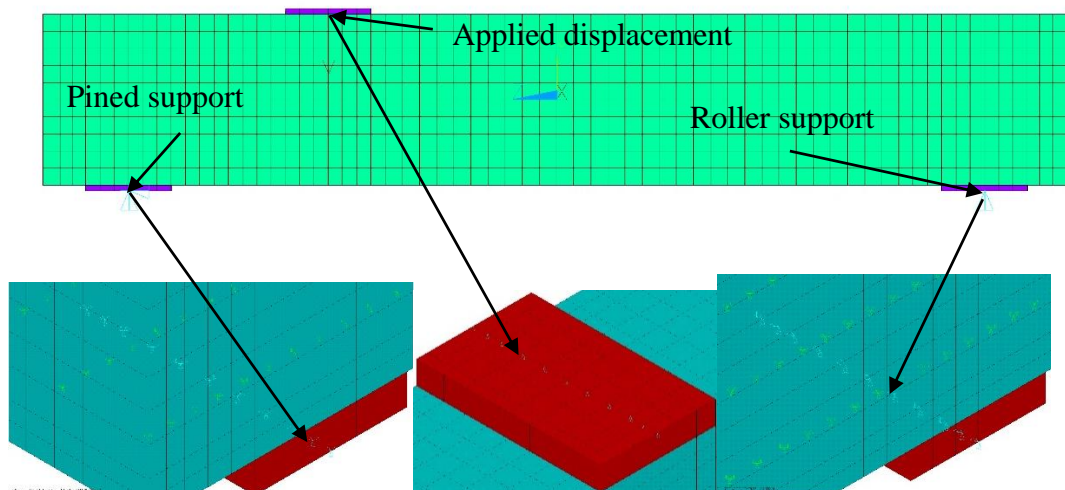 Applied displacement
Pined support
Roller support
X